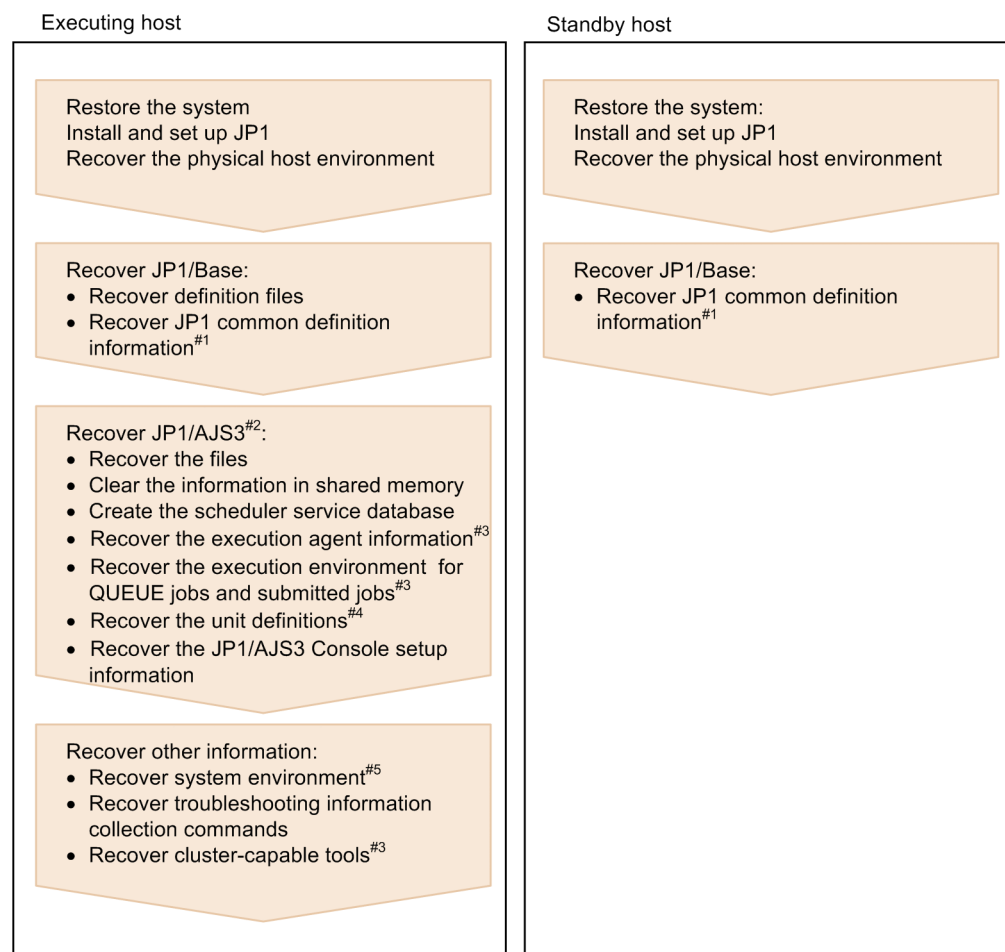 Executing host
Restore the system
Install and set up JP1
Recover the physical host environment
Recover JP1/Base:
• Recover definition files
• Recover JP1 common definition
information#1
Recover JP1/AJS3#2:
• Recover the files
• Clear the information in shared memory
• Create the scheduler service database
• Recover the execution agent information#3
• Recover the execution environment for
QUEUE jobs and submitted jobs#3
• Recover the unit definitions#4
• Recover the JP1/AJS3 Console setup
information
Recover other information:
• Recover system environment#5
• Recover troubleshooting information
collection commands
• Recover cluster-capable tools#3
Standby host
Restore the system:
Install and set up JP1
Recover the physical host environment
Recover JP1/Base:
• Recover JP1 common definition
information#1